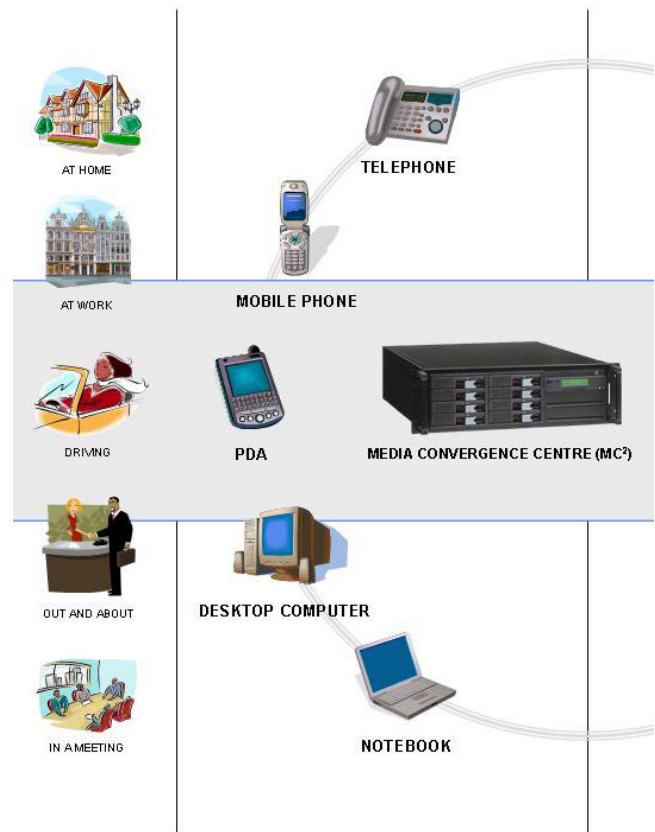 AT HOME
TELEPHONE
AT WORK
MOBILE PHONE
DRIVING
PDA
MEDIA CONVERGENCE CENTRE (MC²)
OUT AND ABOUT
DESKTOP COMPUTER
IN A MEETING
NOTEBOOK